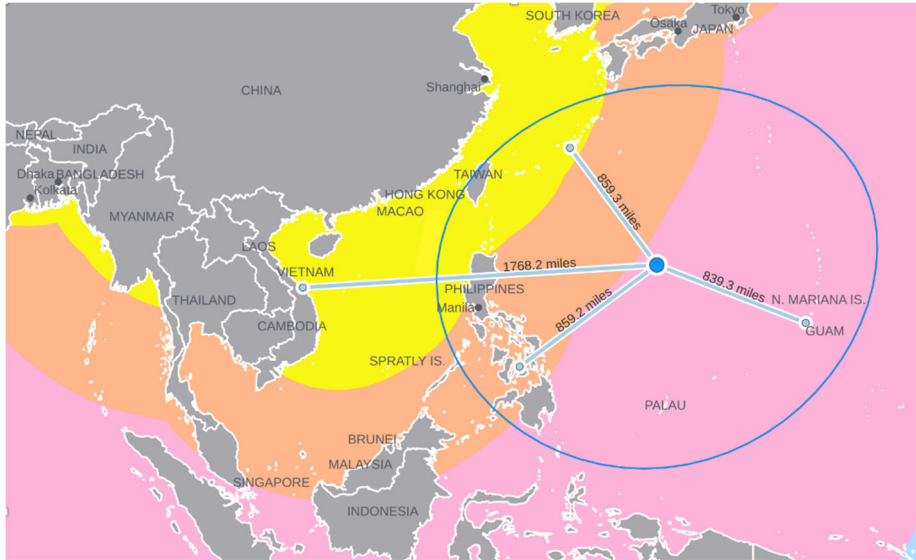 Tokyo
SOUTH KOREA
Ōsaka
JAPAN
Shanghai
CHINA
NEPAL
INDIA
Dhaka
BANGLADESH
Kolkata
TAIWAN
HONG KONG
MACAO
MYANMAR
859.3 miles
LAOS
VIETNAM
1768.2 miles
839.3 miles
PHILIPPINES
THAILAND
N. MARIANA IS.
Manila
859.2 miles
CAMBODIA
GUAM
SPRATLY IS.
PALAU
BRUNEI
MALAYSIA
SINGAPORE
INDONESIA